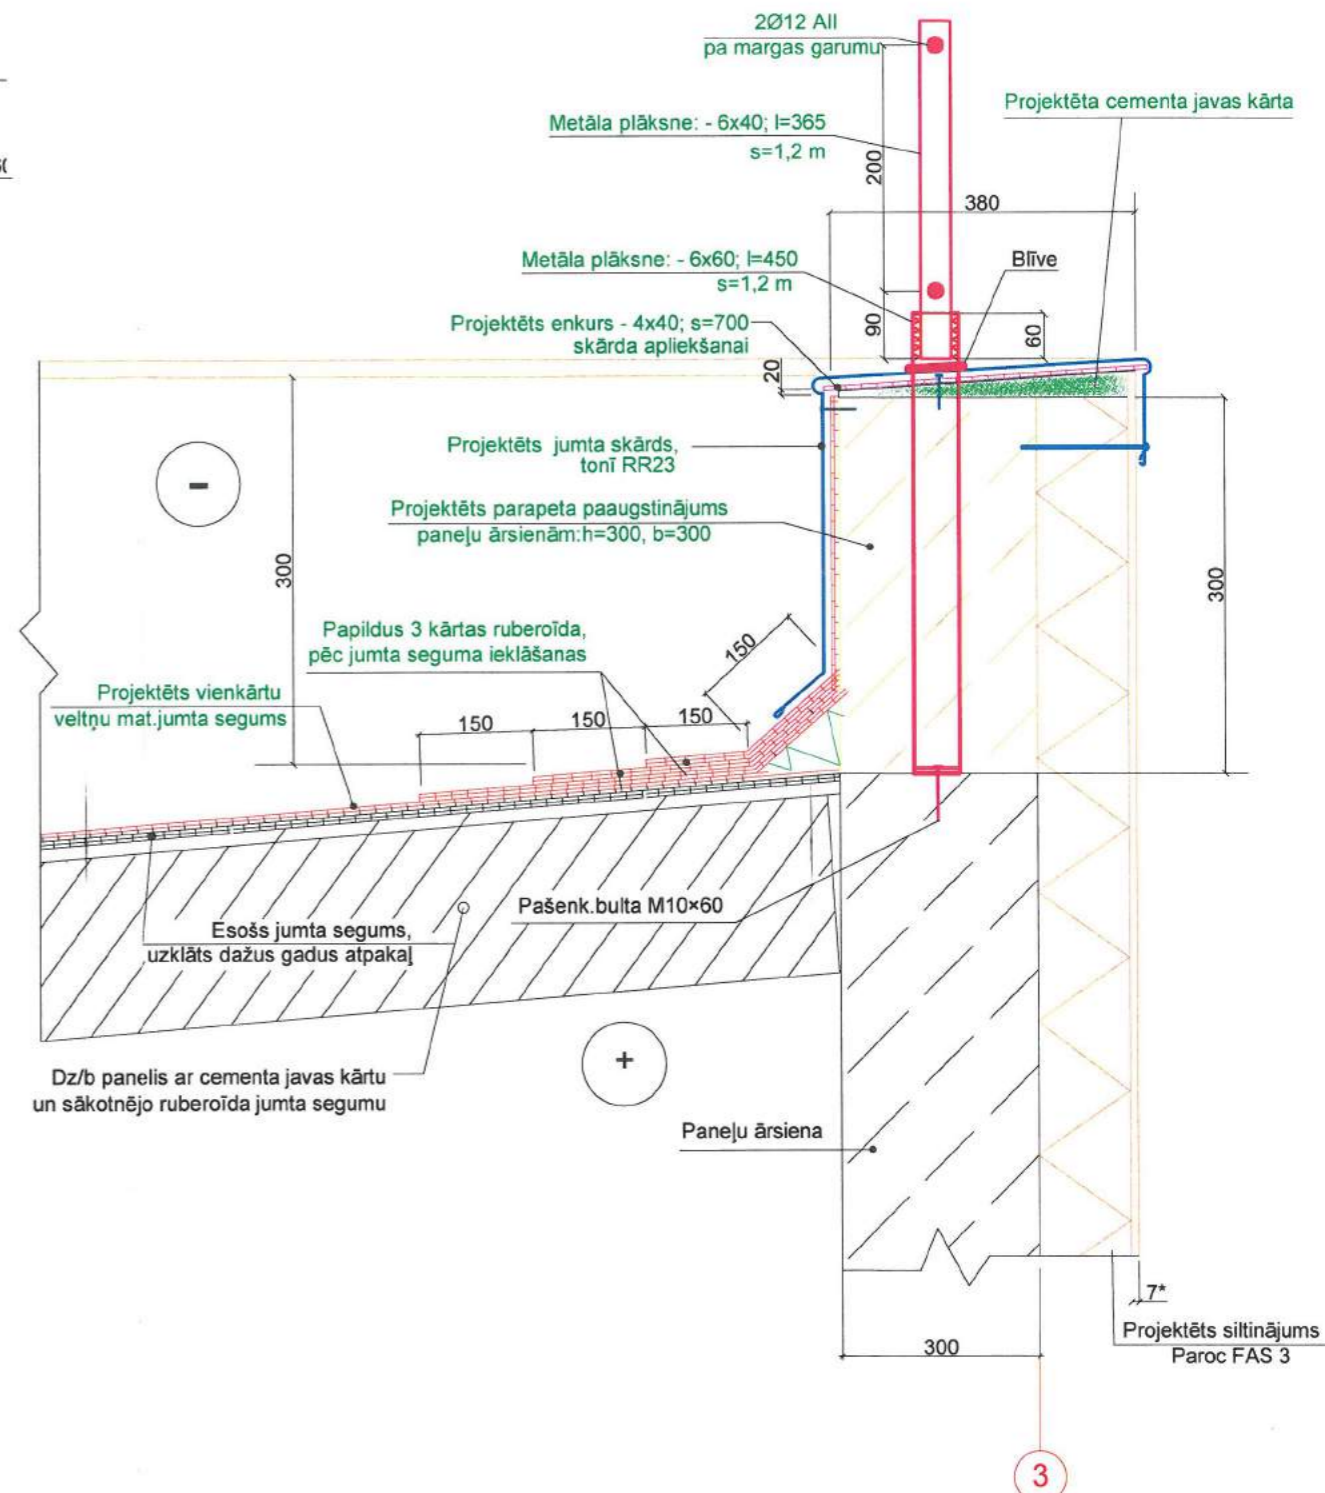 2Ø12 AII
pa margas garumu
Projektēta cementa javas kārta
Metāla plāksne: - 6x40; l=365
s=1,2 m
200
380
Metāla plāksne: - 6x60; l=450
s=1,2 m
Blīve
Projektēts enkurs - 4x40; s=700
skārda apliekšanai
90
60
20
Projektēts jumta skārds,
tonī RR23
-
Projektēts parapeta paaugstinājums
paneļu ārsienām:h=300, b=300
300
300
Papildus 3 kārtas ruberoīda,
pēc jumta seguma ieklāšanas
150
Projektēts vienkārtu
veltņu mat.jumta segums
150
150
150
Pašenk.bulta M10×60
Esošs jumta segums,
uzklāts dažus gadus atpakaļ
+
Dz/b panelis ar cementa javas kārtu
un sākotnējo ruberoīda jumta segumu
Paneļu ārsiena
7*
Projektēts siltinājums
Paroc FAS 3
300
3